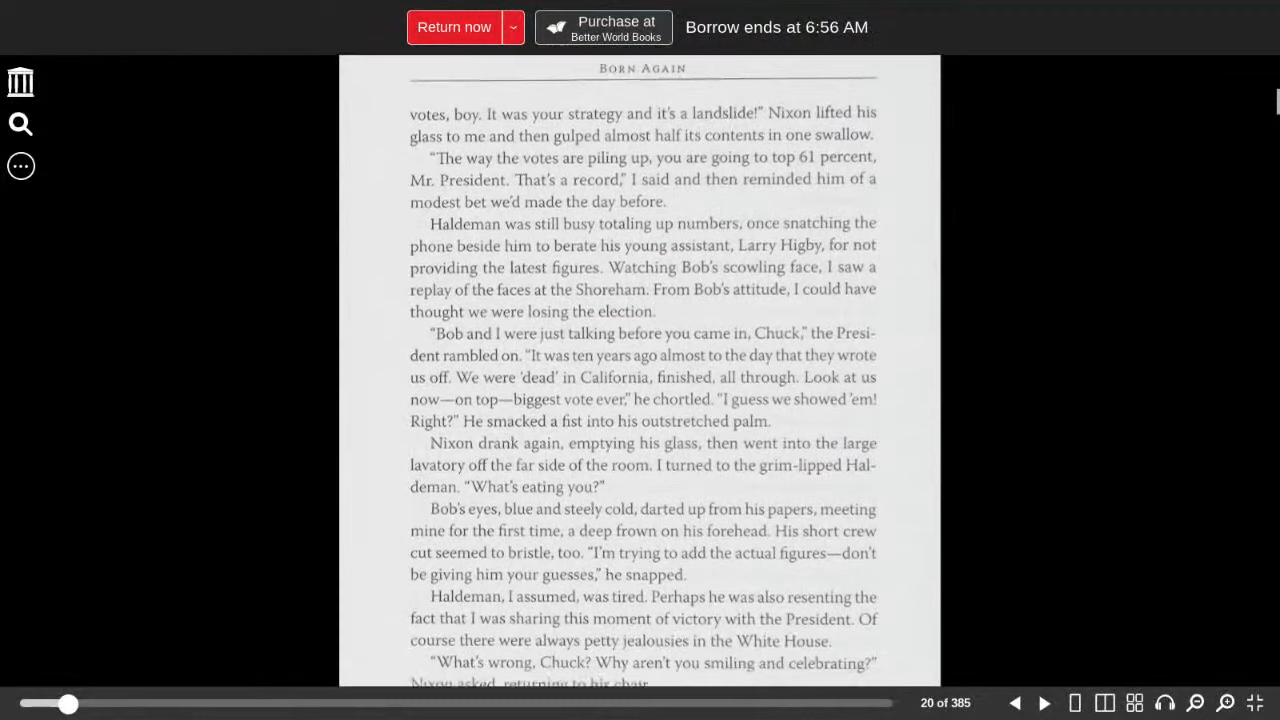 Return now
Purchase at
Better World Books
Borrow ends at 6:56 AM
BORN AGAIN
votes, boy. It was your strategy and it's a landslide!” Nixon lifted his
glass to me and then gulped almost half its contents in one swallow.
“The way the votes are piling up, you are going to top 61 percent,
Mr. President. That's a record,” I said and then reminded him of a
modest bet we'd made the day before.
Haldeman was still busy totaling up numbers, once snatching the
phone beside him to berate his young assistant, Larry Higby, for not
providing the latest figures. Watching Bob's scowling face, I saw a
replay of the faces at the Shoreham. From Bob's attitude, I could have
thought we were losing the election.
“Bob and I were just talking before you came in, Chuck,” the Presi-
dent rambled on. “It was ten years ago almost to the day that they wrote
us off. We were ‘dead’ in California, finished, all through. Look at us
now—on top—biggest vote ever,” he chortled. “I guess we showed ’em!
Right?” He smacked a fist into his outstretched palm.
Nixon drank again, emptying his glass, then went into the large
lavatory off the far side of the room. I turned to the grim-lipped Hal-
deman. “What's eating you?”
Bob's eyes, blue and steely cold, darted up from his papers, meeting
mine for the first time, a deep frown on his forehead. His short crew
cut seemed to bristle, too. “I'm trying to add the actual figures—don't
be giving him your guesses,” he snapped.
Haldeman, I assumed, was tired. Perhaps he was also resenting the
fact that I was sharing this moment of victory with the President. Of
course there were always petty jealousies in the White House.
“What's wrong, Chuck? Why aren't you smiling and celebrating?”
Nixon asked, returning to his chair.
20 of 385